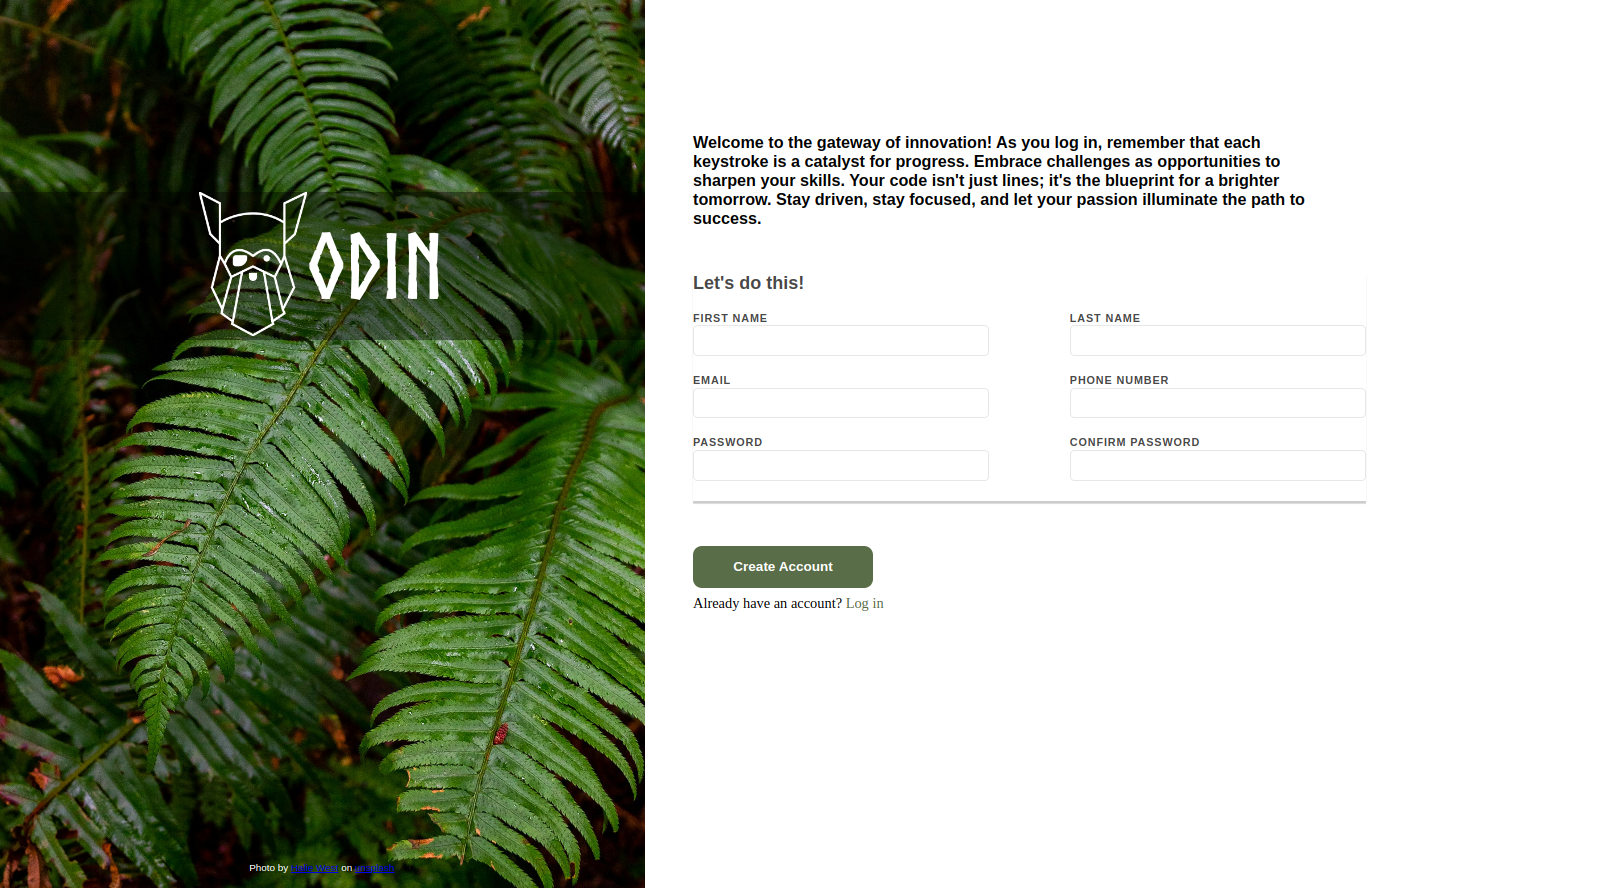 ODIN
Photo by Halie West on Unsplash
Welcome to the gateway of innovation! As you log in, remember that each
keystroke is a catalyst for progress. Embrace challenges as opportunities to
sharpen your skills. Your code isn't just lines; it's the blueprint for a brighter
tomorrow. Stay driven, stay focused, and let your passion illuminate the path to
success.
Let's do this!
FIRST NAME
LAST NAME
EMAIL
PHONE NUMBER
PASSWORD
CONFIRM PASSWORD
Create Account
Already have an account? Log in